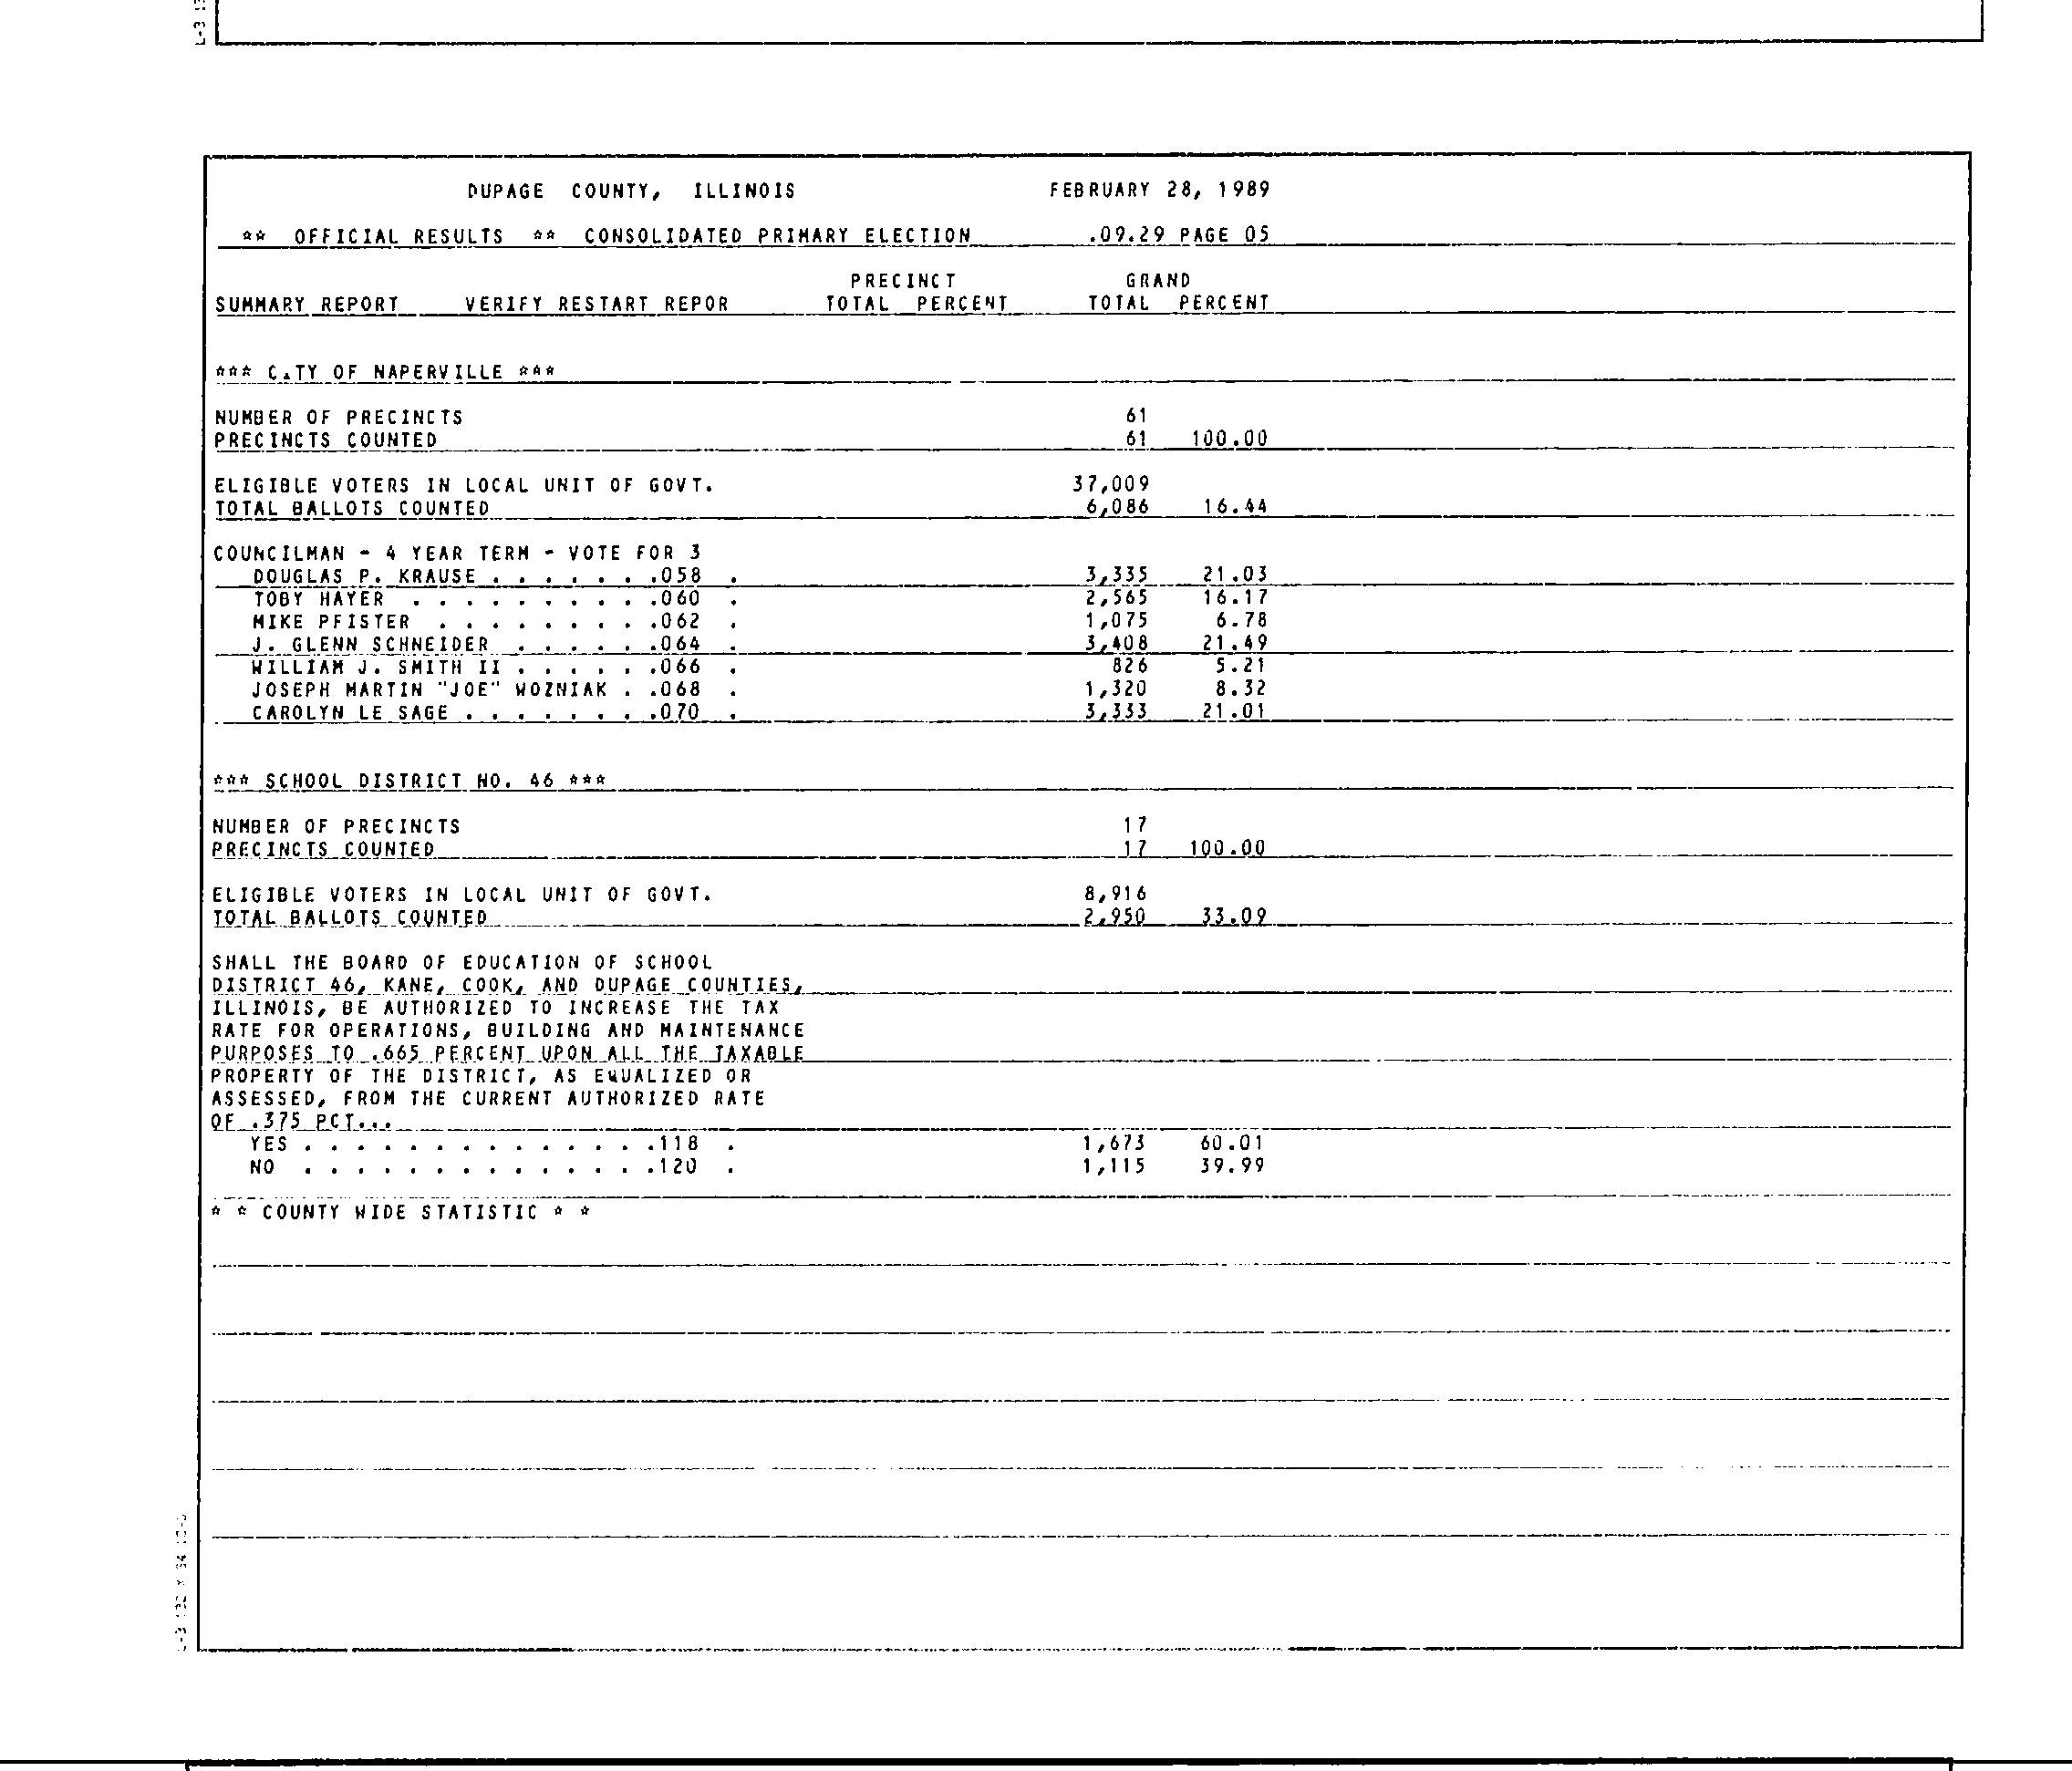 DUPAGE COUNTY, ILLINOIS FEBRUARY 28, 1989
** OFFICIAL RESULTS ** CONSOLIDATED PRIMARY ELECTION .09.29 PAGE 05
PRECINCT GRAND
SUMMARY REPORT VERIFY RESTART REPOR TOTAL PERCENT TOTAL PERCENT
*** C.TY OF NAPERVILLE ***
NUMBER OF PRECINCTS 61
PRECINCTS COUNTED 61 100.00
ELIGIBLE VOTERS IN LOCAL UNIT OF GOVT. 37,009
TOTAL BALLOTS COUNTED 6,086 16.44
COUNCILMAN - 4 YEAR TERM - VOTE FOR 3
DOUGLAS P. KRAUSE . . . . . . .058 . 3,335 21.03
TOBY HAYER . . . . . . . . . .060 . 2,565 16.17
MIKE PFISTER . . . . . . . . .062 . 1,075 6.78
J. GLENN SCHNEIDER . . . . . .064 . 3,408 21.49
WILLIAM J. SMITH II . . . . . .066 . 826 5.21
JOSEPH MARTIN "JOE" WOZNIAK . .068 . 1,320 8.32
CAROLYN LE SAGE . . . . . . . .070 . 3,333 21.01
*** SCHOOL DISTRICT NO. 46 ***
NUMBER OF PRECINCTS 17
PRECINCTS COUNTED 17 100.00
ELIGIBLE VOTERS IN LOCAL UNIT OF GOVT. 8,916
TOTAL BALLOTS COUNTED 2,950 33.09
SHALL THE BOARD OF EDUCATION OF SCHOOL
DISTRICT 46, KANE, COOK, AND DUPAGE COUNTIES,
ILLINOIS, BE AUTHORIZED TO INCREASE THE TAX
RATE FOR OPERATIONS, BUILDING AND MAINTENANCE
PURPOSES TO .665 PERCENT UPON ALL THE TAXABLE
PROPERTY OF THE DISTRICT, AS EQUALIZED OR
ASSESSED, FROM THE CURRENT AUTHORIZED RATE
OF .375 PCT...
YES . . . . . . . . . . . . . .118 . 1,673 60.01
NO . . . . . . . . . . . . . .120 . 1,115 39.99
* * COUNTY WIDE STATISTIC * *